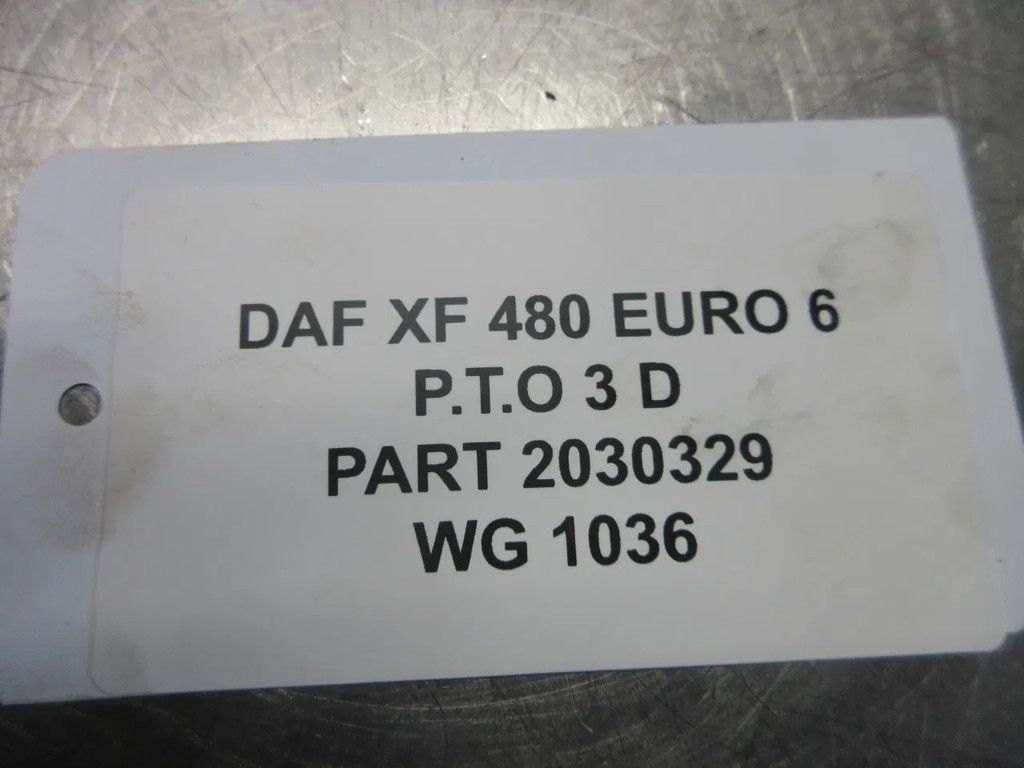 DAF XF 480 EURO 6
P.T.O 3 D
PART 2030329
WG 1036